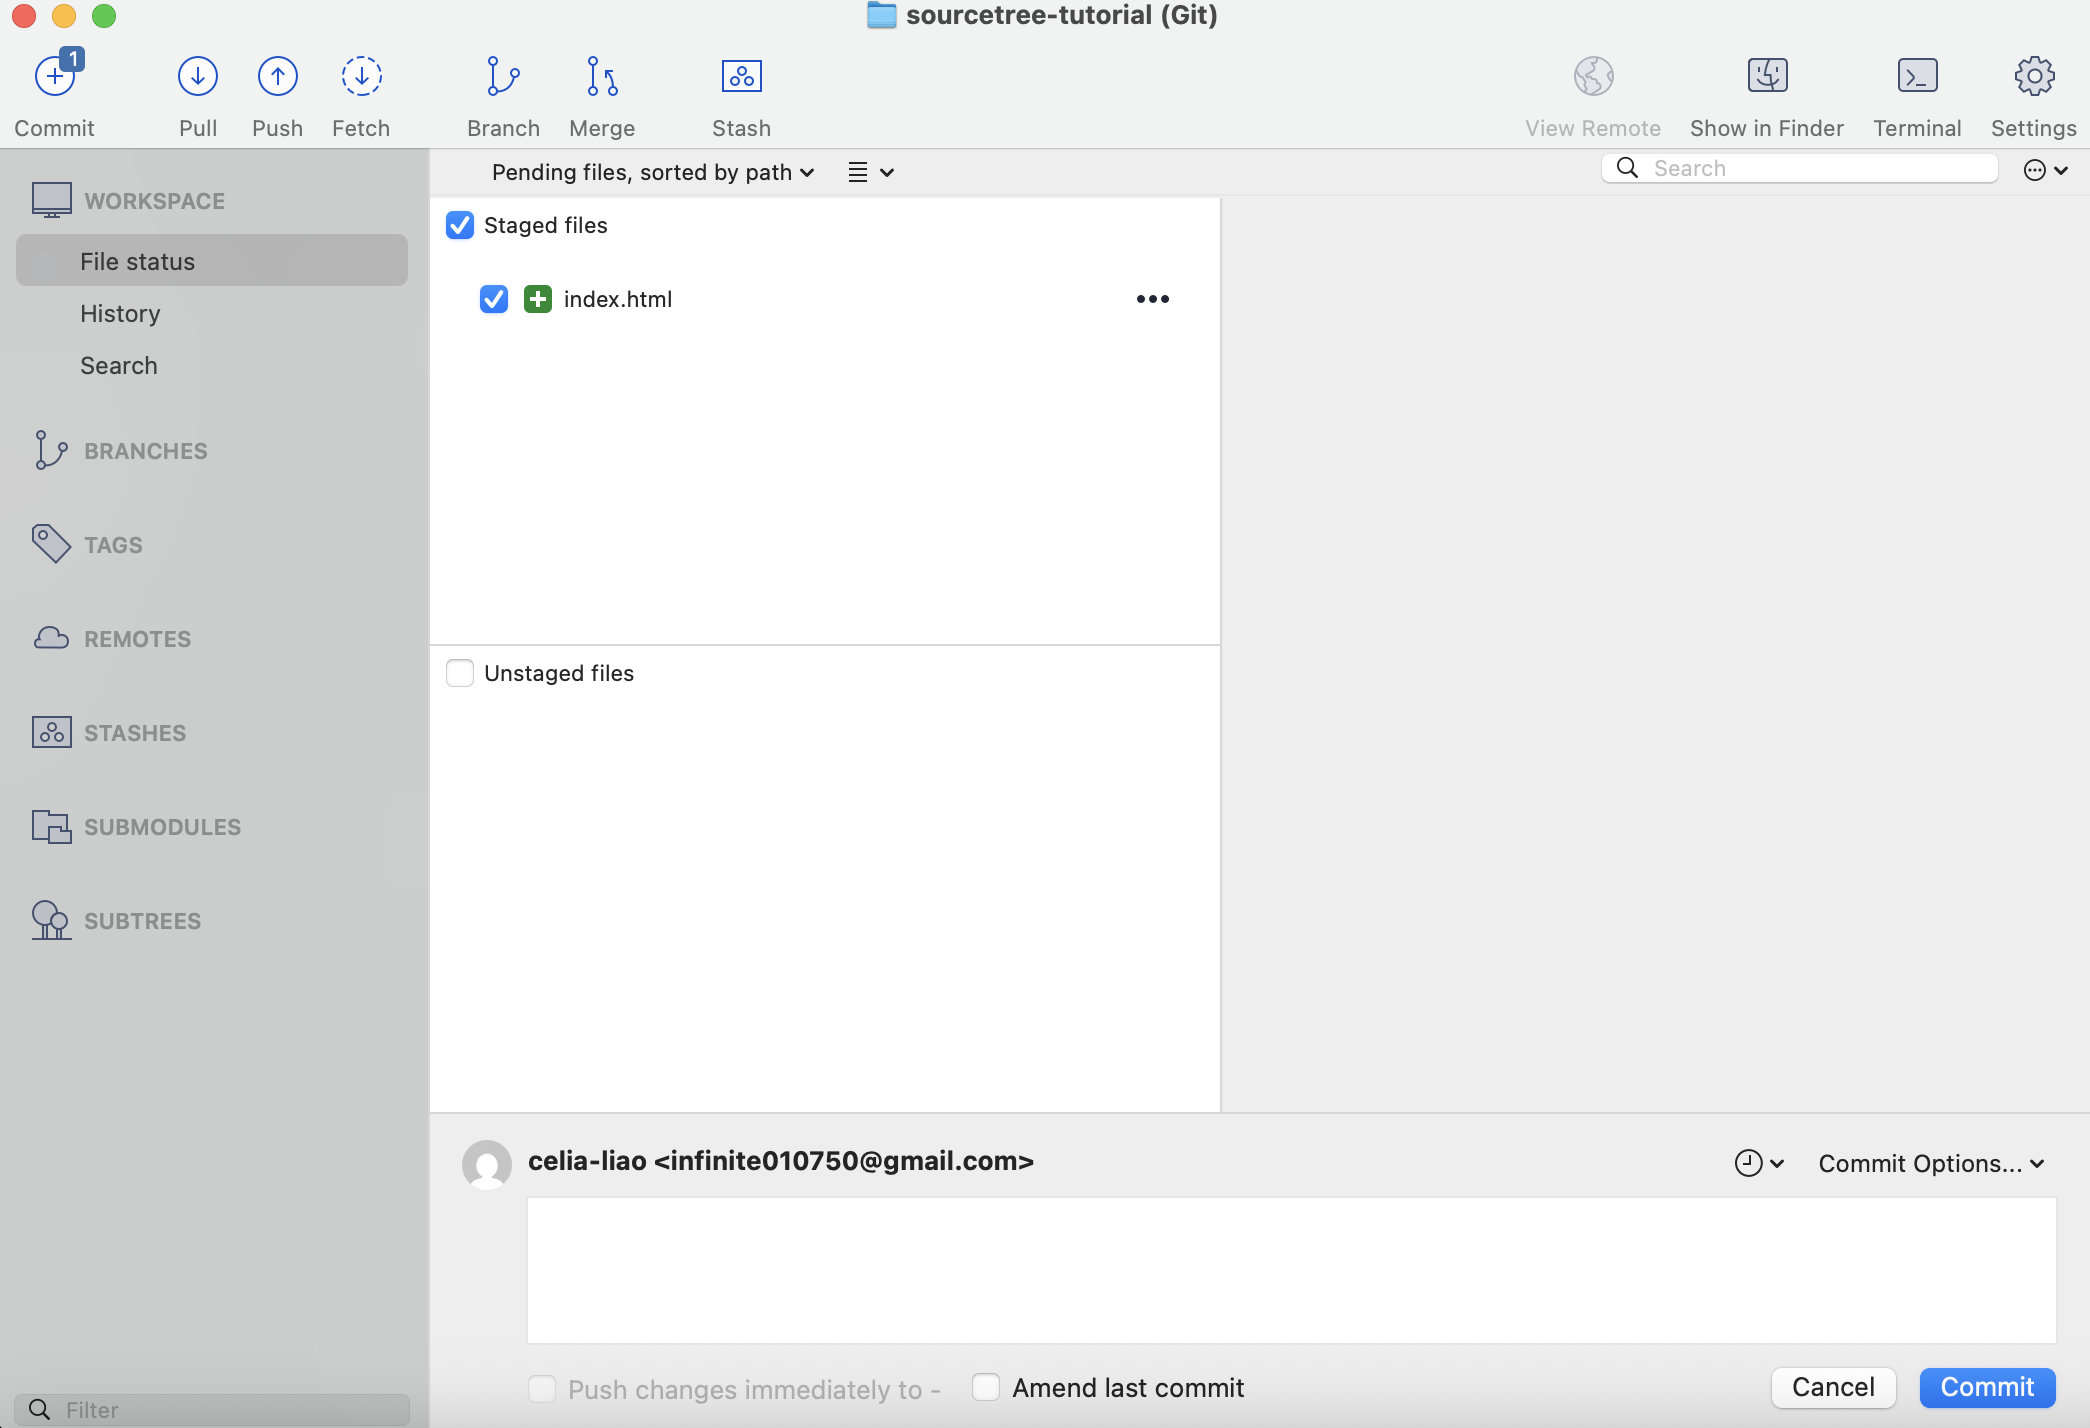 sourcetree-tutorial (Git)
1
Commit Pull Push Fetch Branch Merge Stash View Remote Show in Finder Terminal Settings
WORKSPACE
File status
History
Search
BRANCHES
TAGS
REMOTES
STASHES
SUBMODULES
SUBTREES
Filter
Pending files, sorted by path
Search
Staged files
index.html
Unstaged files
celia-liao <infinite010750@gmail.com>
Commit Options...
Push changes immediately to -
Amend last commit
Cancel
Commit